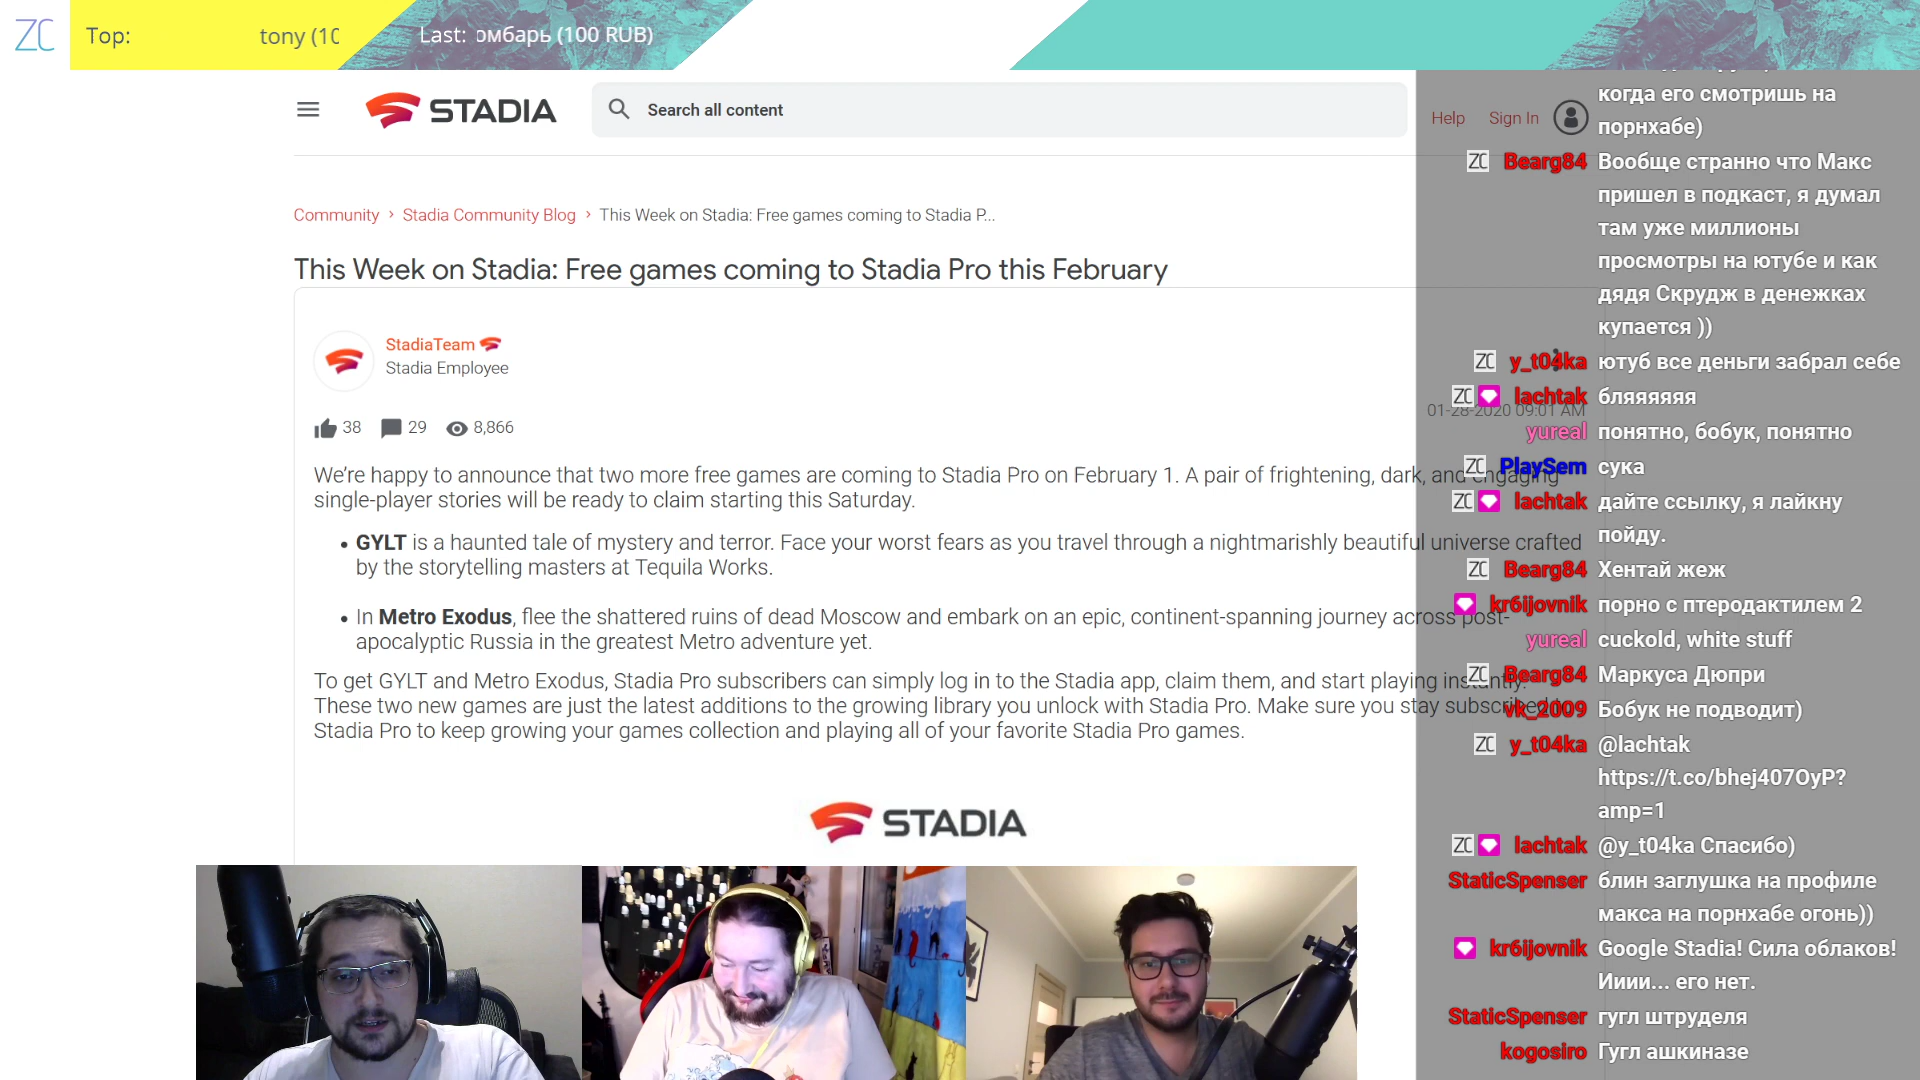 ZC
Top: tony (10
Last: омбарь (100 RUB)
STADIA
Search all content
Help Sign In
Community › Stadia Community Blog › This Week on Stadia: Free games coming to Stadia P...
This Week on Stadia: Free games coming to Stadia Pro this February
StadiaTeam
Stadia Employee
01-28-2020 09:01 AM
38 29 8,866
We're happy to announce that two more free games are coming to Stadia Pro on February 1. A pair of frightening, dark, and engaging
single-player stories will be ready to claim starting this Saturday.
• GYLT is a haunted tale of mystery and terror. Face your worst fears as you travel through a nightmarishly beautiful universe crafted
by the storytelling masters at Tequila Works.
• In Metro Exodus, flee the shattered ruins of dead Moscow and embark on an epic, continent-spanning journey across post-
apocalyptic Russia in the greatest Metro adventure yet.
To get GYLT and Metro Exodus, Stadia Pro subscribers can simply log in to the Stadia app, claim them, and start playing instantly.
These two new games are just the latest additions to the growing library you unlock with Stadia Pro. Make sure you stay subscribed
Stadia Pro to keep growing your games collection and playing all of your favorite Stadia Pro games.
STADIA
когда его смотришь на
порнхабе)
ZC Bearg84 Вообще странно что Макс
пришел в подкаст, я думал
там уже миллионы
просмотры на ютубе и как
дядя Скрудж в денежках
купается ))
ZC y_t04ka ютуб все деньги забрал себе
ZC lachtak бляяяяяя
yureal понятно, бобук, понятно
ZC PlaySem сука
ZC lachtak дайте ссылку, я лайкну
пойду.
ZC Bearg84 Хентай жеж
kr6ijovnik порно с птеродактилем 2
yureal cuckold, white stuff
ZC Bearg84 Маркуса Дюпри
vk_2009 Бобук не подводит)
ZC y_t04ka @lachtak
https://t.co/bhej407OyP?
amp=1
ZC lachtak @y_t04ka Спасибо)
StaticSpenser блин заглушка на профиле
макса на порнхабе огонь))
kr6ijovnik Google Stadia! Сила облаков!
Ииии... его нет.
StaticSpenser гугл штруделя
kogosiro Гугл ашкиназе